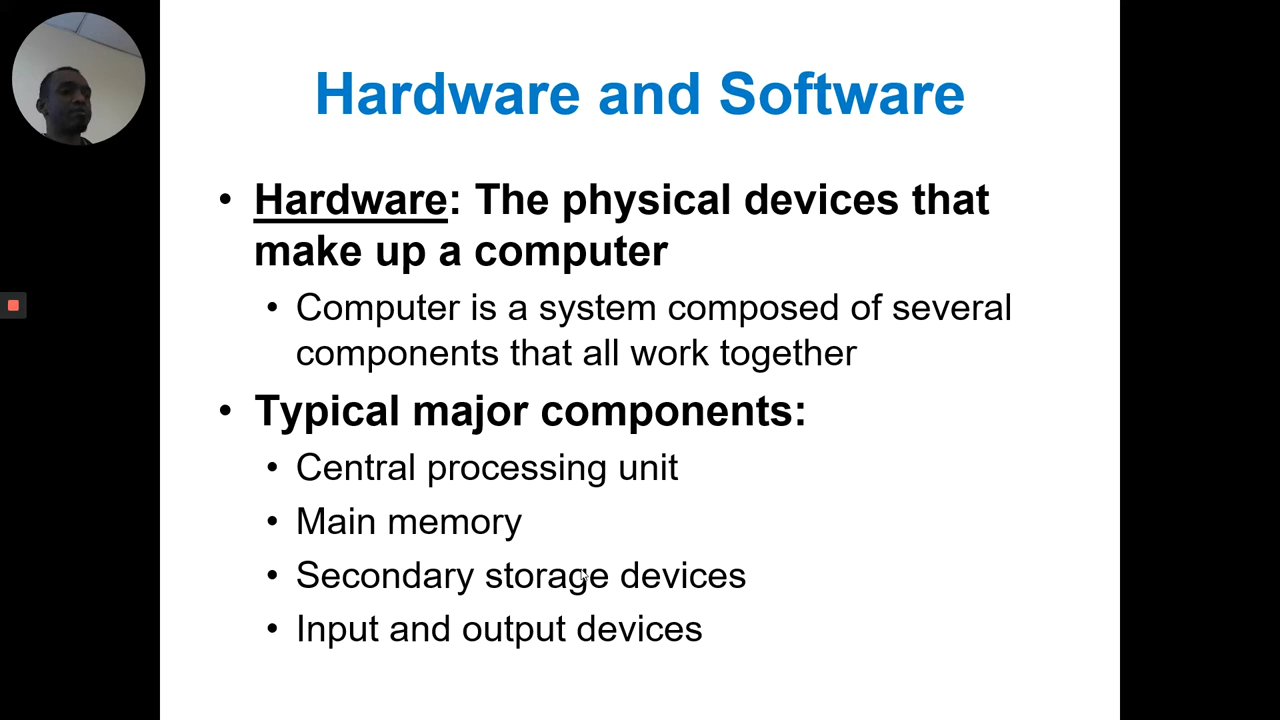 Hardware and Software
• Hardware: The physical devices that
make up a computer
• Computer is a system composed of several
components that all work together
• Typical major components:
• Central processing unit
• Main memory
• Secondary storage devices
• Input and output devices